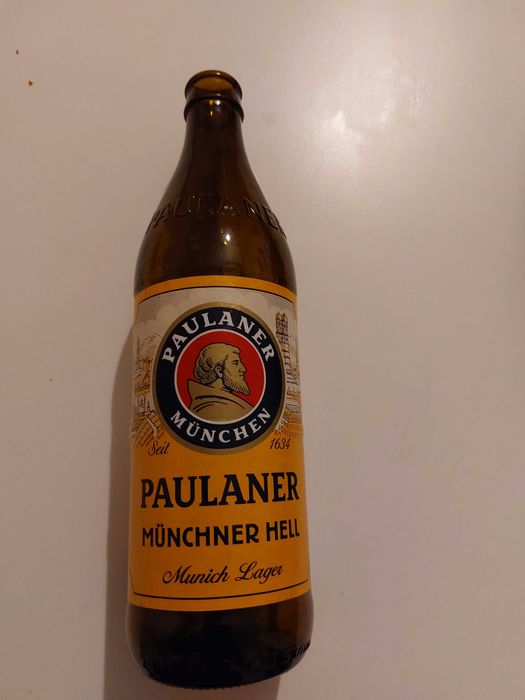 PAULANER
PAULANER
MÜNCHEN
Seit 1634
PAULANER
MÜNCHNER HELL
Munich Lager